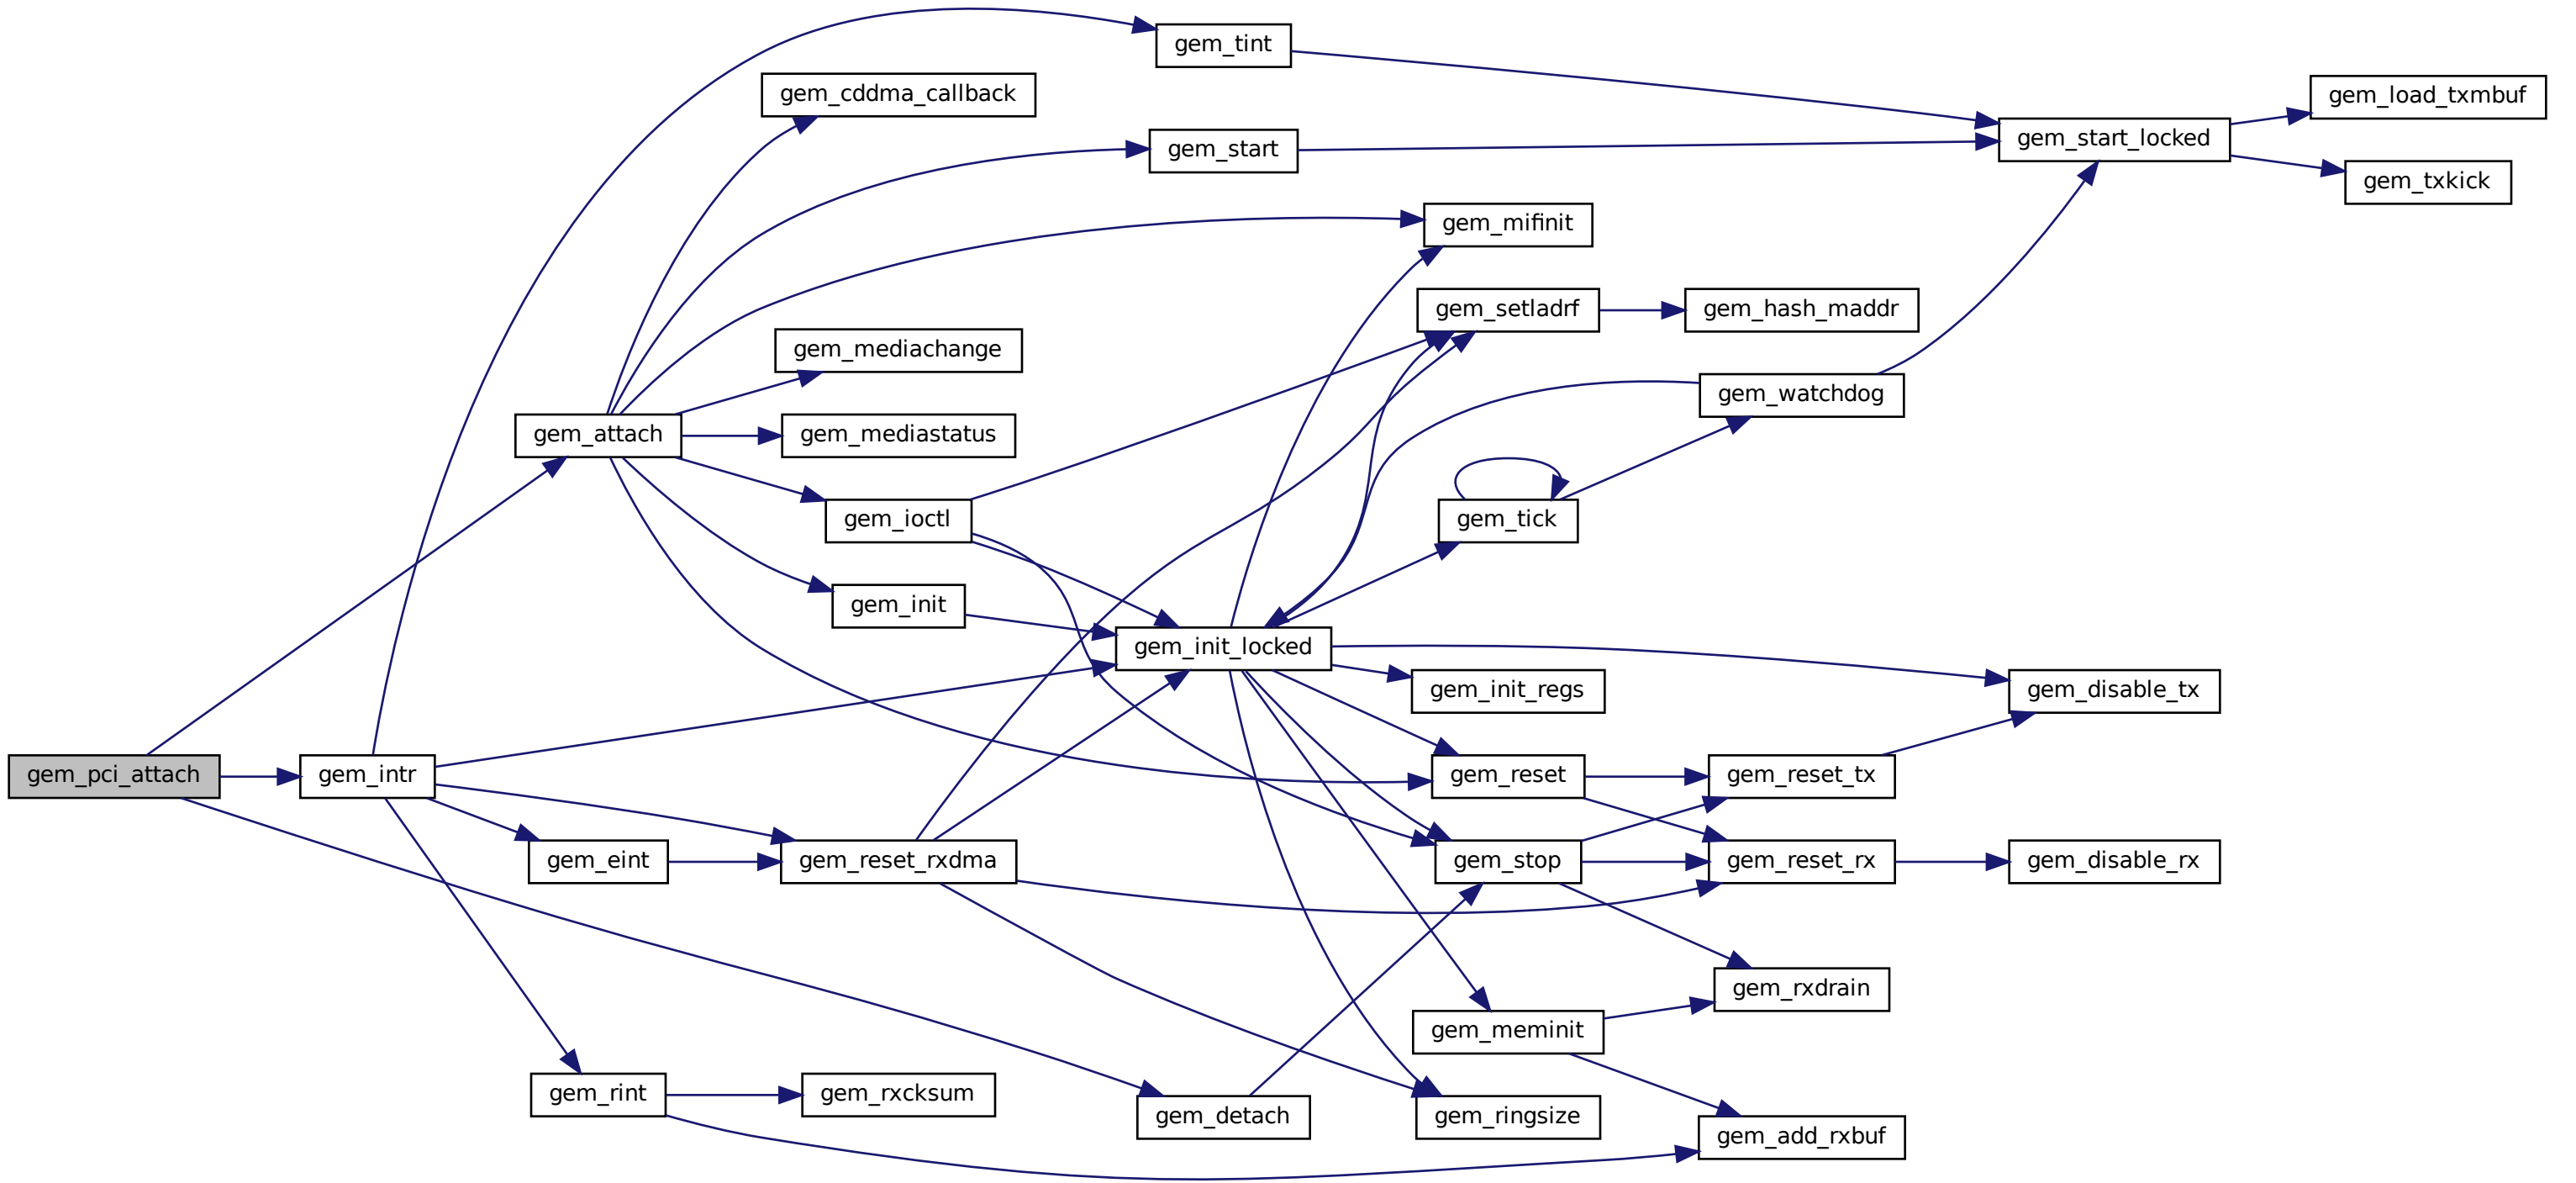 gem_tint
gem_cddma_callback
gem_load_txmbuf
gem_start_locked
gem_start
gem_txkick
gem_mifinit
gem_setladrf
gem_hash_maddr
gem_mediachange
gem_watchdog
gem_attach
gem_mediastatus
gem_ioctl
gem_tick
gem_init
gem_init_locked
gem_init_regs
gem_disable_tx
gem_pci_attach
gem_intr
gem_reset
gem_reset_tx
gem_eint
gem_reset_rxdma
gem_stop
gem_reset_rx
gem_disable_rx
gem_rxdrain
gem_meminit
gem_rint
gem_rxcksum
gem_detach
gem_ringsize
gem_add_rxbuf